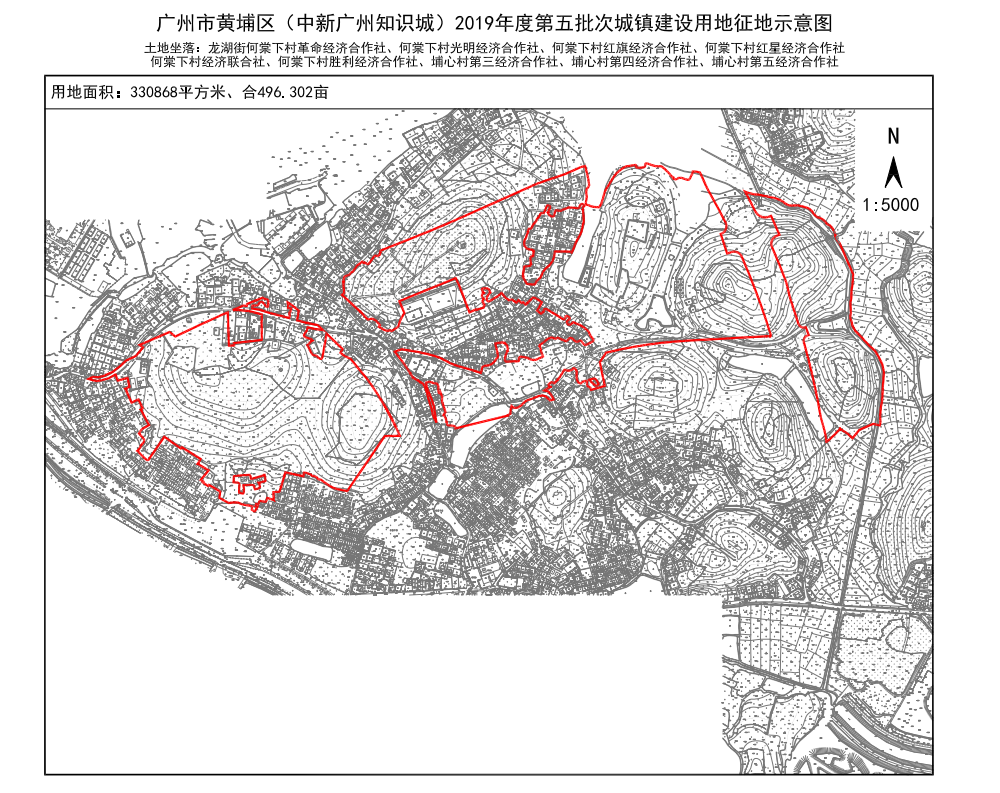 广州市黄埔区（中新广州知识城）2019年度第五批次城镇建设用地征地示意图
土地坐落：龙湖街何棠下村革命经济合作社、何棠下村光明经济合作社、何棠下村红旗经济合作社、何棠下村红星经济合作社
何棠下村经济联合社、何棠下村胜利经济合作社、埔心村第三经济合作社、埔心村第四经济合作社、埔心村第五经济合作社
用地面积：330868平方米、合496.302亩
N
1:5000